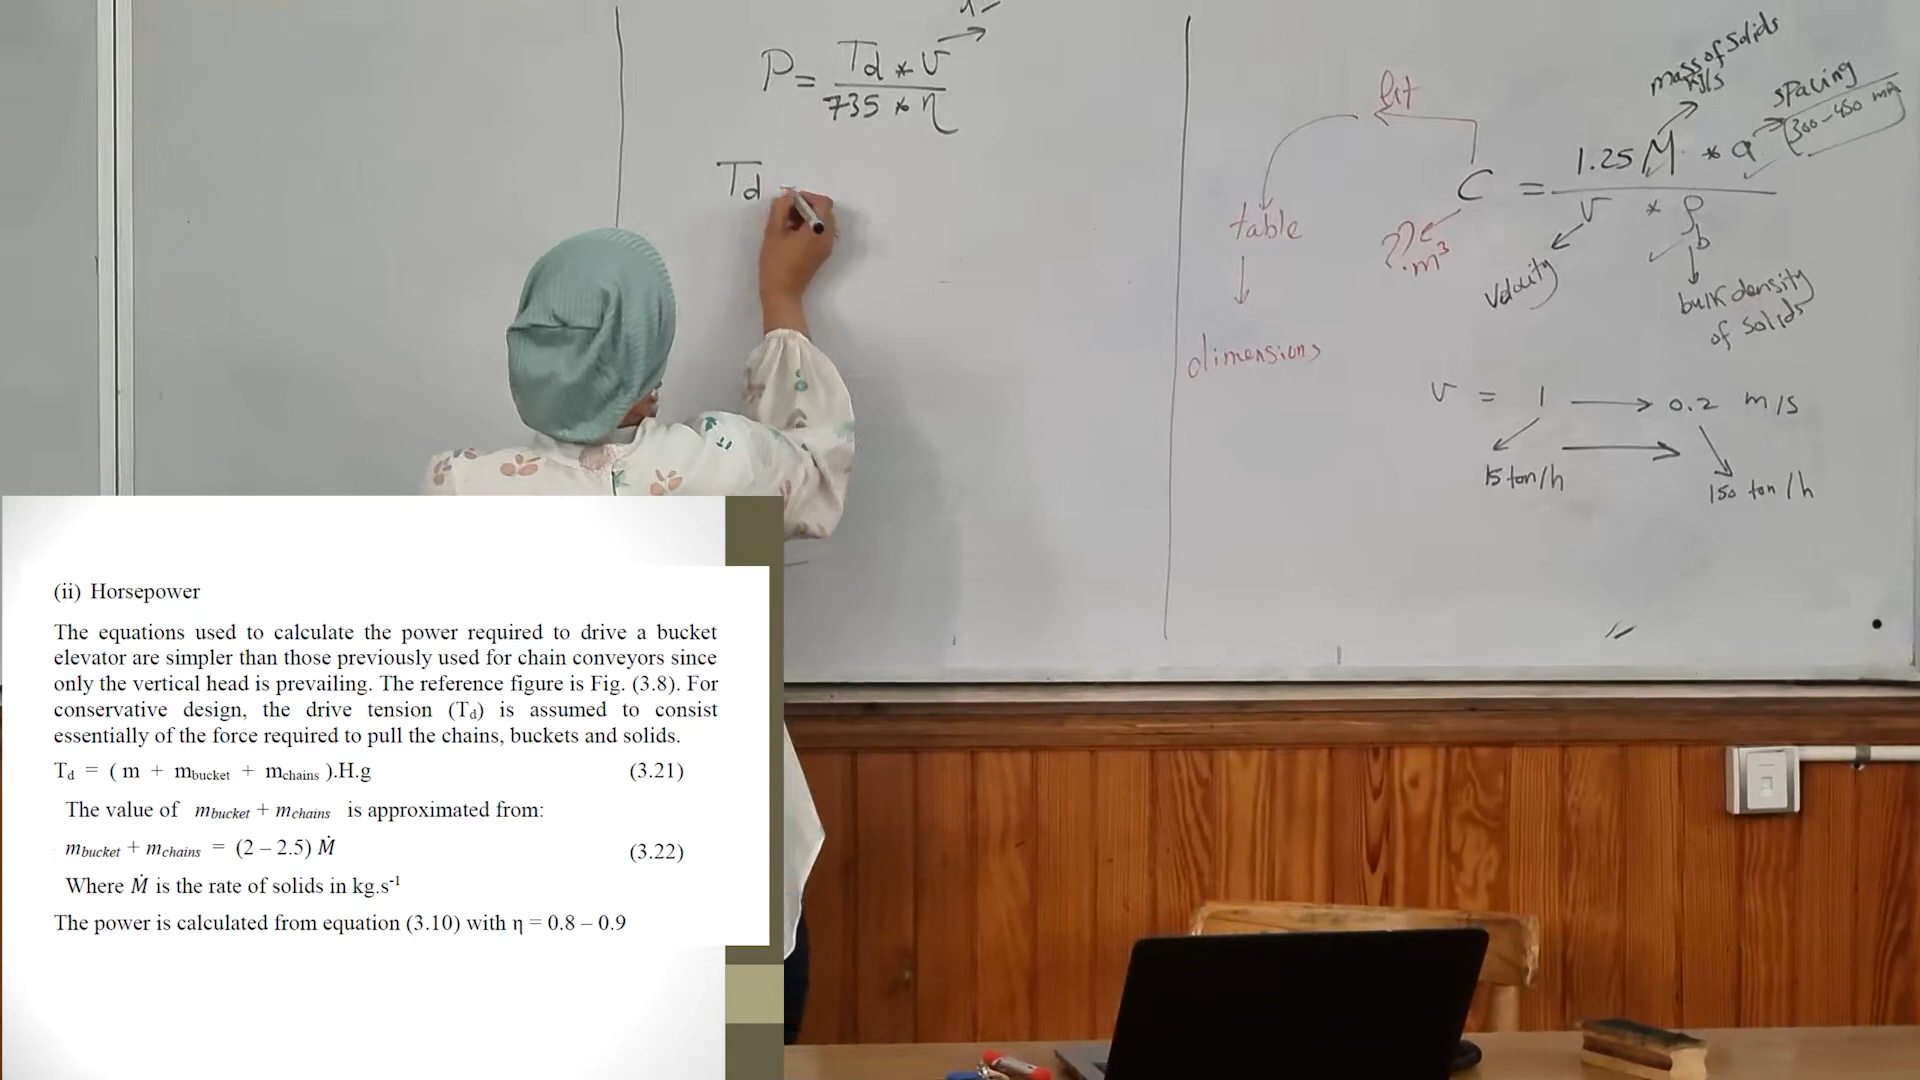 P = Td * v / 735 * η
Td =
fit
table
dimensions
C = 1.25 M * a / v * ρb
m³
mass of solids
kg/s
spacing
300-450 mm
velocity
bulk density
of solids
v = 1 → 0.2 m/s
15 ton/h
150 ton/h
(ii) Horsepower
The equations used to calculate the power required to drive a bucket
elevator are simpler than those previously used for chain conveyors since
only the vertical head is prevailing. The reference figure is Fig. (3.8). For
conservative design, the drive tension (Td) is assumed to consist
essentially of the force required to pull the chains, buckets and solids.
Td = ( m + mbucket + mchains ).H.g (3.21)
The value of mbucket + mchains is approximated from:
mbucket + mchains = (2 – 2.5) Ṁ (3.22)
Where Ṁ is the rate of solids in kg.s⁻¹
The power is calculated from equation (3.10) with η = 0.8 – 0.9